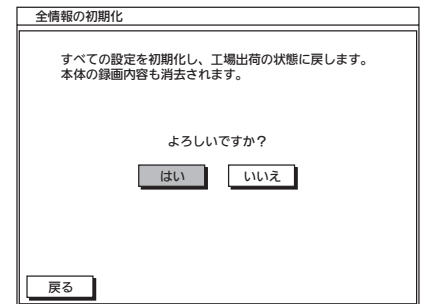 全情報の初期化
すべての設定を初期化し、工場出荷の状態に戻します。
本体の録画内容も消去されます。
よろしいですか？
はい いいえ
戻る